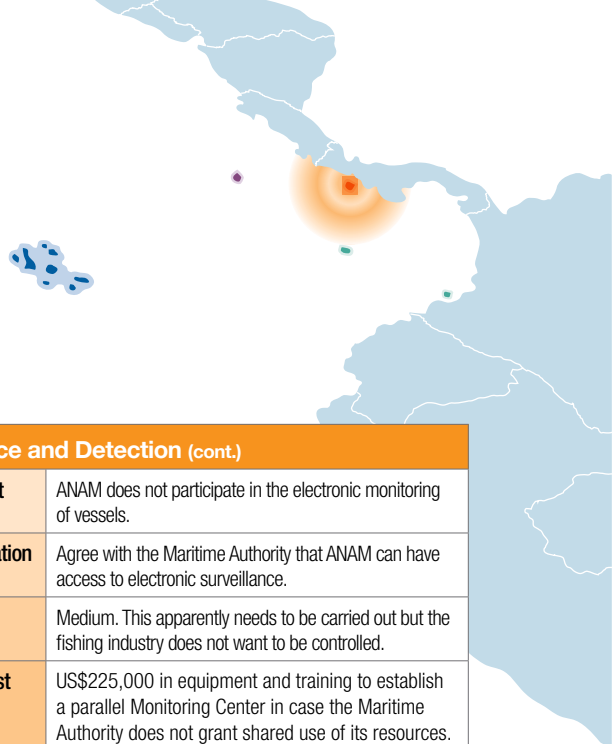 ce and Detection (cont.)
t
ANAM does not participate in the electronic monitoring
of vessels.
ation
Agree with the Maritime Authority that ANAM can have
access to electronic surveillance.
Medium. This apparently needs to be carried out but the
fishing industry does not want to be controlled.
st
US$225,000 in equipment and training to establish
a parallel Monitoring Center in case the Maritime
Authority does not grant shared use of its resources.